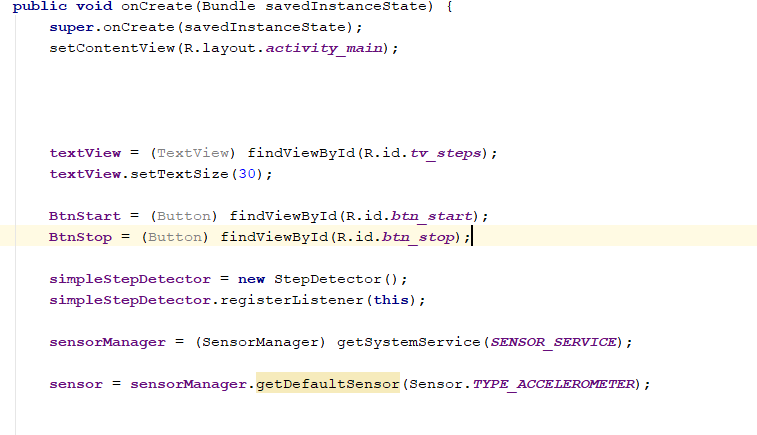 public void onCreate(Bundle savedInstanceState) {
super.onCreate(savedInstanceState);
setContentView(R.layout.activity_main);
textView = (TextView) findViewById(R.id.tv_steps);
textView.setTextSize(30);
BtnStart = (Button) findViewById(R.id.btn_start);
BtnStop = (Button) findViewById(R.id.btn_stop);
simpleStepDetector = new StepDetector();
simpleStepDetector.registerListener(this);
sensorManager = (SensorManager) getSystemService(SENSOR_SERVICE);
sensor = sensorManager.getDefaultSensor(Sensor.TYPE_ACCELEROMETER);